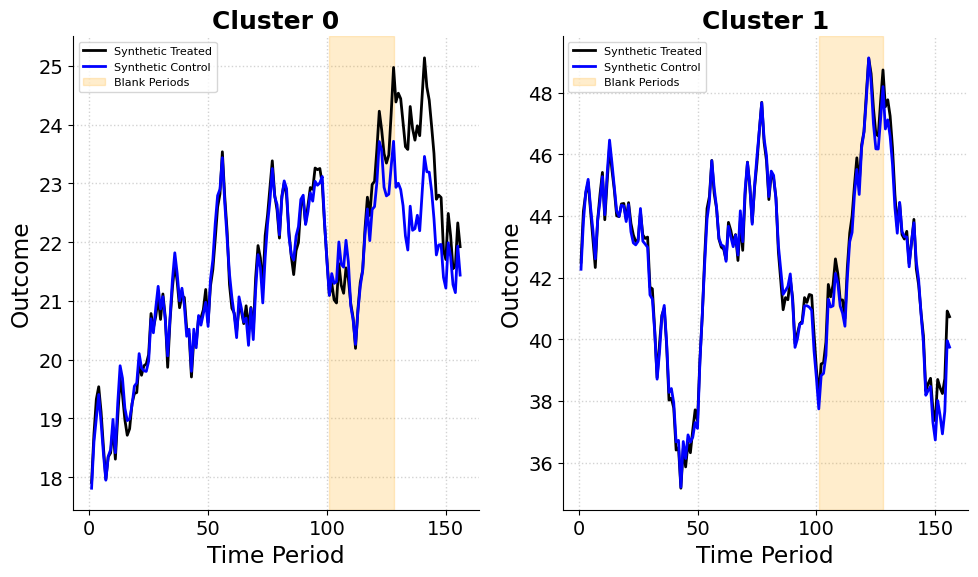 Cluster 0
Synthetic Treated
Synthetic Control
Blank Periods
25
24
23
22
21
20
19
18
Outcome
0
50
100
150
Time Period
Cluster 1
Synthetic Treated
Synthetic Control
Blank Periods
48
46
44
42
40
38
36
Outcome
0
50
100
150
Time Period